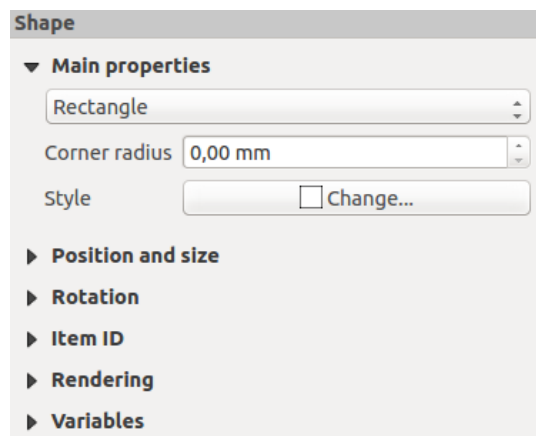 Shape
Main properties
Rectangle
Corner radius 0,00 mm
Style Change...
Position and size
Rotation
Item ID
Rendering
Variables